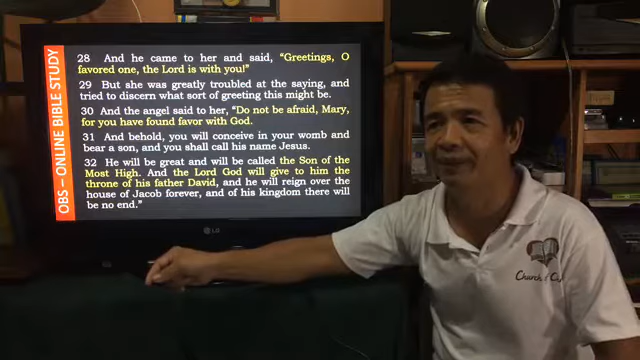 28 And he came to her and said, “Greetings, O
favored one, the Lord is with you!”
29 But she was greatly troubled at the saying, and
tried to discern what sort of greeting this might be.
30 And the angel said to her, “Do not be afraid, Mary,
for you have found favor with God.
31 And behold, you will conceive in your womb and
bear a son, and you shall call his name Jesus.
32 He will be great and will be called the Son of the
Most High. And the Lord God will give to him the
throne of his father David, and he will reign over the
house of Jacob forever, and of his kingdom there will
be no end.”
OBS – ONLINE BIBLE STUDY
LG
Church of